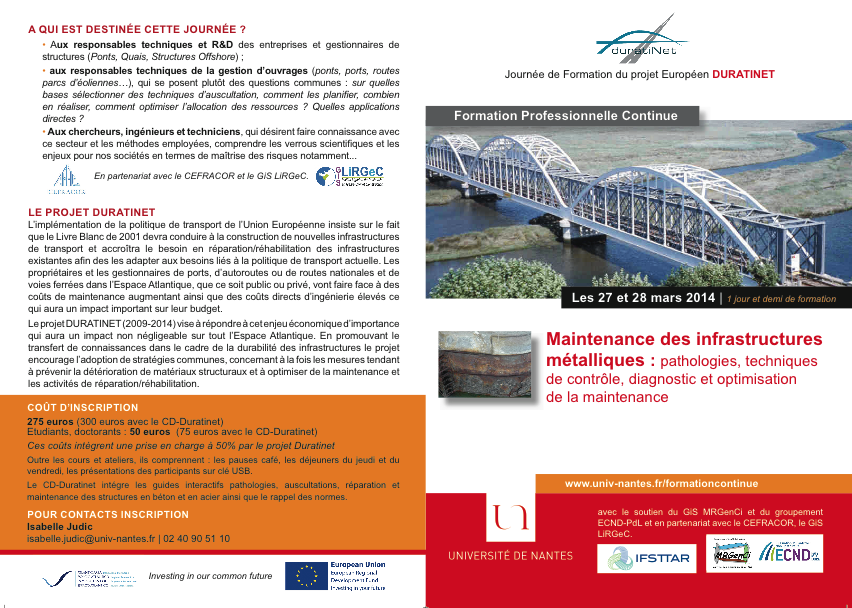 A QUI EST DESTINÉE CETTE JOURNÉE ?
• Aux responsables techniques et R&D des entreprises et gestionnaires de
structures (Ponts, Quais, Structures Offshore) ;
• aux responsables techniques de la gestion d'ouvrages (ponts, ports, routes
parcs d'éoliennes…), qui se posent plutôt des questions communes : sur quelles
bases sélectionner des techniques d'auscultation, comment les planifier, combien
en réaliser, comment optimiser l'allocation des ressources ? Quelles applications
directes ?
• Aux chercheurs, ingénieurs et techniciens, qui désirent faire connaissance avec
ce secteur et les méthodes employées, comprendre les verrous scientifiques et les
enjeux pour nos sociétés en termes de maîtrise des risques notamment...
CEFRACOR
En partenariat avec le CEFRACOR et le GiS LiRGeC.
LiRGeC
LE PROJET DURATINET
L'implémentation de la politique de transport de l'Union Européenne insiste sur le fait
que le Livre Blanc de 2001 devra conduire à la construction de nouvelles infrastructures
de transport et accroîtra le besoin en réparation/réhabilitation des infrastructures
existantes afin des les adapter aux besoins liés à la politique de transport actuelle. Les
propriétaires et les gestionnaires de ports, d'autoroutes ou de routes nationales et de
voies ferrées dans l'Espace Atlantique, que ce soit public ou privé, vont faire face à des
coûts de maintenance augmentant ainsi que des coûts directs d'ingénierie élevés ce
qui aura un impact important sur leur budget.
Le projet DURATINET (2009-2014) vise à répondre à cet enjeu économique d'importance
qui aura un impact non négligeable sur tout l'Espace Atlantique. En promouvant le
transfert de connaissances dans le cadre de la durabilité des infrastructures le projet
encourage l'adoption de stratégies communes, concernant à la fois les mesures tendant
à prévenir la détérioration de matériaux structuraux et à optimiser de la maintenance et
les activités de réparation/réhabilitation.
COÛT D'INSCRIPTION
275 euros (300 euros avec le CD-Duratinet)
Etudiants, doctorants : 50 euros (75 euros avec le CD-Duratinet)
Ces coûts intègrent une prise en charge à 50% par le projet Duratinet
Outre les cours et ateliers, ils comprennent : les pauses café, les déjeuners du jeudi et du
vendredi, les présentations des participants sur clé USB.
Le CD-Duratinet intégre les guides interactifs pathologies, auscultations, réparation et
maintenance des structures en béton et en acier ainsi que le rappel des normes.
POUR CONTACTS INSCRIPTION
Isabelle Judic
isabelle.judic@univ-nantes.fr | 02 40 90 51 10
Investing in our common future
European Union
European Regional
Development Fund
Investing in your future
duratiNet
Journée de Formation du projet Européen DURATINET
Formation Professionnelle Continue
Les 27 et 28 mars 2014 | 1 jour et demi de formation
Maintenance des infrastructures
métalliques : pathologies, techniques
de contrôle, diagnostic et optimisation
de la maintenance
www.univ-nantes.fr/formationcontinue
UNIVERSITÉ DE NANTES
avec le soutien du GiS MRGenCi et du groupement
ECND-PdL et en partenariat avec le CEFRACOR, le GiS
LiRGeC.
IFSTTAR
MRGenCi
ECND